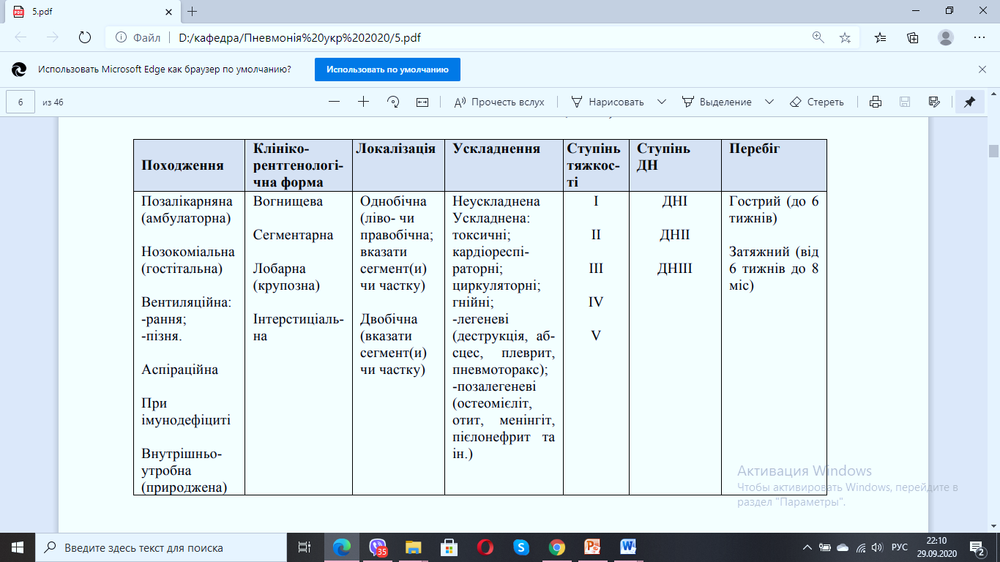 5.pdf
Файл
D:/кафедра/Пневмонія%20укр%202020/5.pdf
Использовать Microsoft Edge как браузер по умолчанию?
Использовать по умолчанию
6
из 46
Прочесть вслух
Нарисовать
Выделение
Стереть
Походження
Клініко-
рентгенологі-
чна форма
Локалізація
Ускладнення
Ступінь
тяжкос-
ті
Ступінь
ДН
Перебіг
Позалікарняна
(амбулаторна)
Нозокоміальна
(гостітальна)
Вентиляційна:
-рання;
-пізня.
Аспіраційна
При
імунодефіциті
Внутрішньо-
утробна
(природжена)
Вогнищева
Сегментарна
Лобарна
(крупозна)
Інтерстиціаль-
на
Однобічна
(ліво- чи
правобічна;
вказати
сегмент(и)
чи частку)
Двобічна
(вказати
сегмент(и)
чи частку)
Неускладнена
Ускладнена:
токсичні;
кардіореспі-
раторні;
циркуляторні;
гнійні;
-легеневі
(деструкція, аб-
сцес, плеврит,
пневмоторакс);
-позалегеневі
(остеомієліт,
отит, менінгіт,
пієлонефрит та
ін.)
I
II
III
IV
V
ДНІ
ДНІІ
ДНІІІ
Гострий (до 6
тижнів)
Затяжний (від
6 тижнів до 8
міс)
Активация Windows
Чтобы активировать Windows, перейдите в
раздел "Параметры".
Введите здесь текст для поиска
35
РУС
22:10
29.09.2020
2